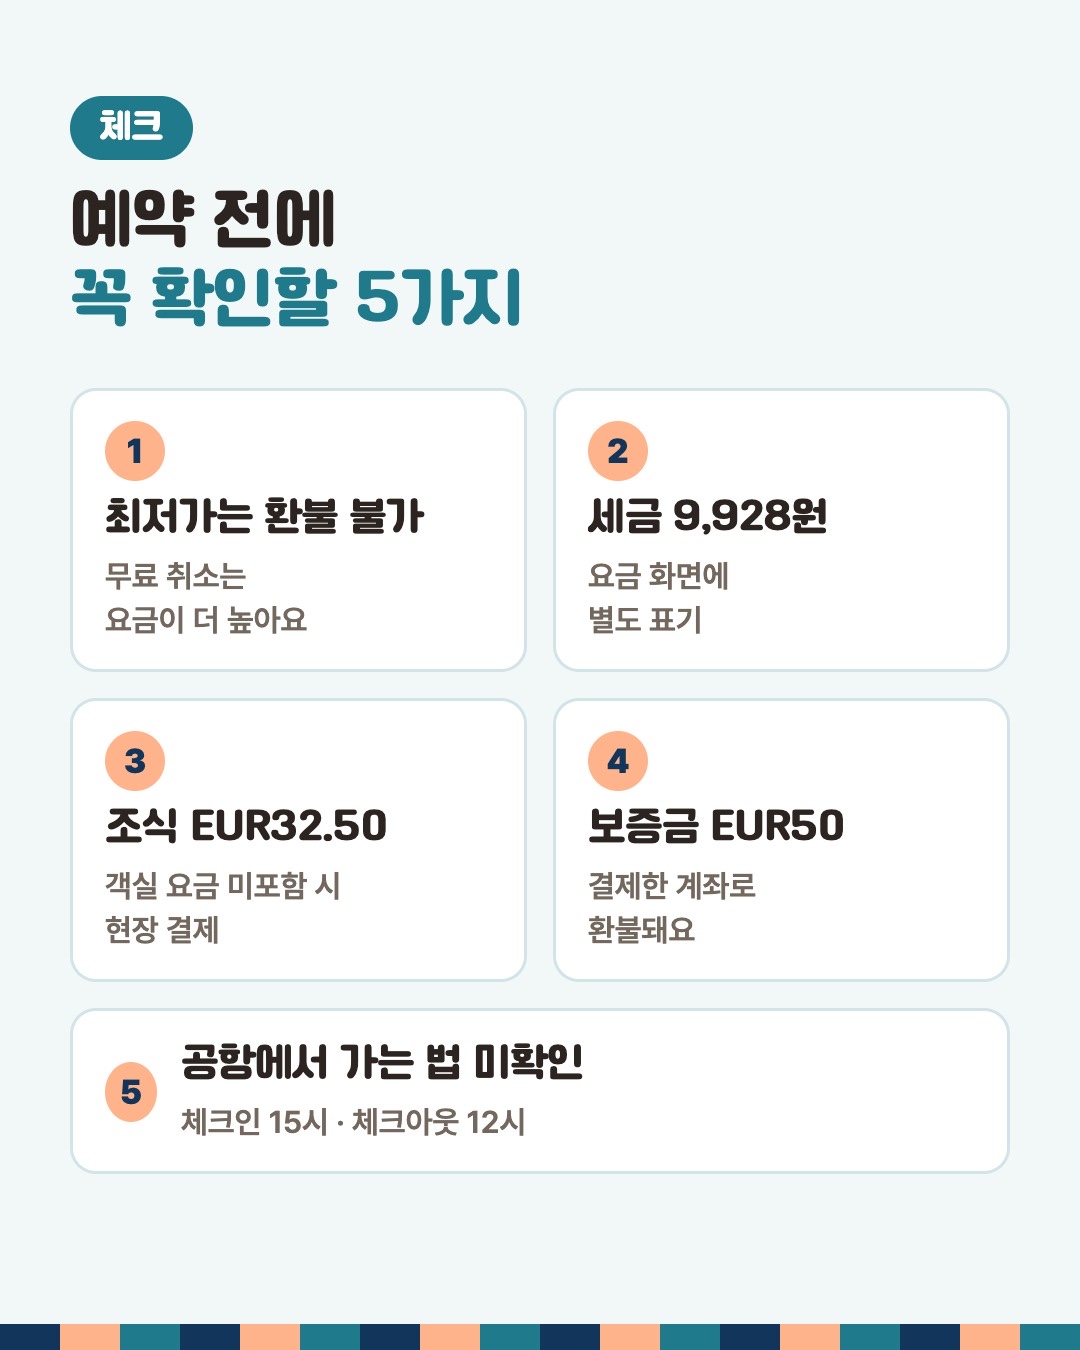 체크
예약 전에
꼭 확인할 5가지
1
최저가는 환불 불가
무료 취소는
요금이 더 높아요
2
세금 9,928원
요금 화면에
별도 표기
3
조식 EUR32.50
객실 요금 미포함 시
현장 결제
4
보증금 EUR50
결제한 계좌로
환불돼요
5
공항에서 가는 법 미확인
체크인 15시 · 체크아웃 12시